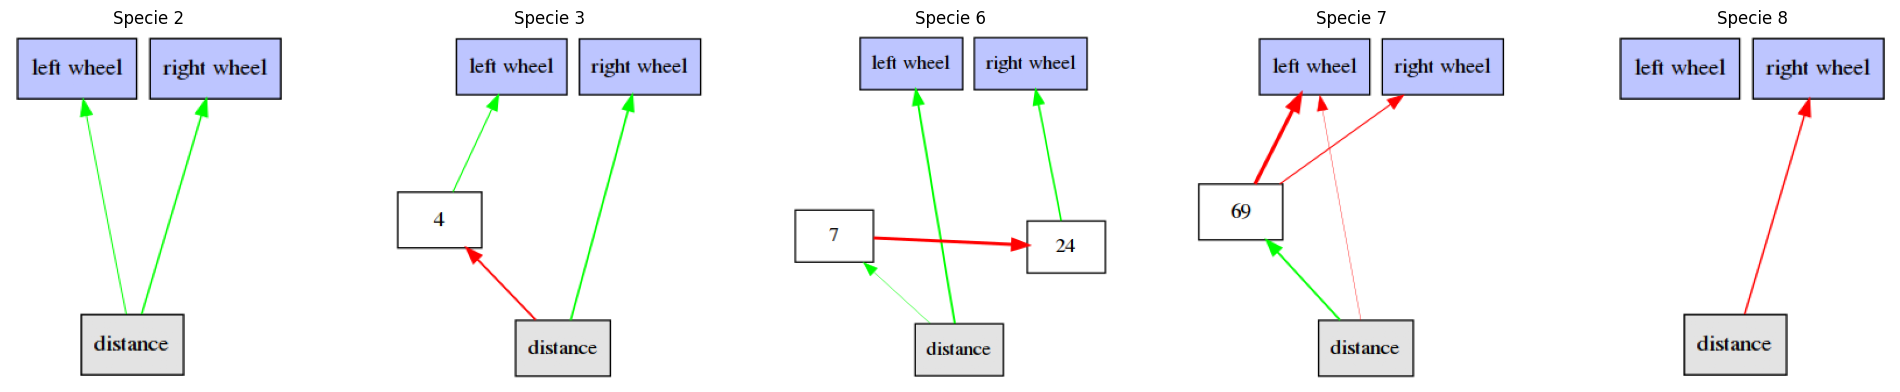 Specie 2
left wheel
right wheel
distance
Specie 3
left wheel
right wheel
4
distance
Specie 6
left wheel
right wheel
7
24
distance
Specie 7
left wheel
right wheel
69
distance
Specie 8
left wheel
right wheel
distance